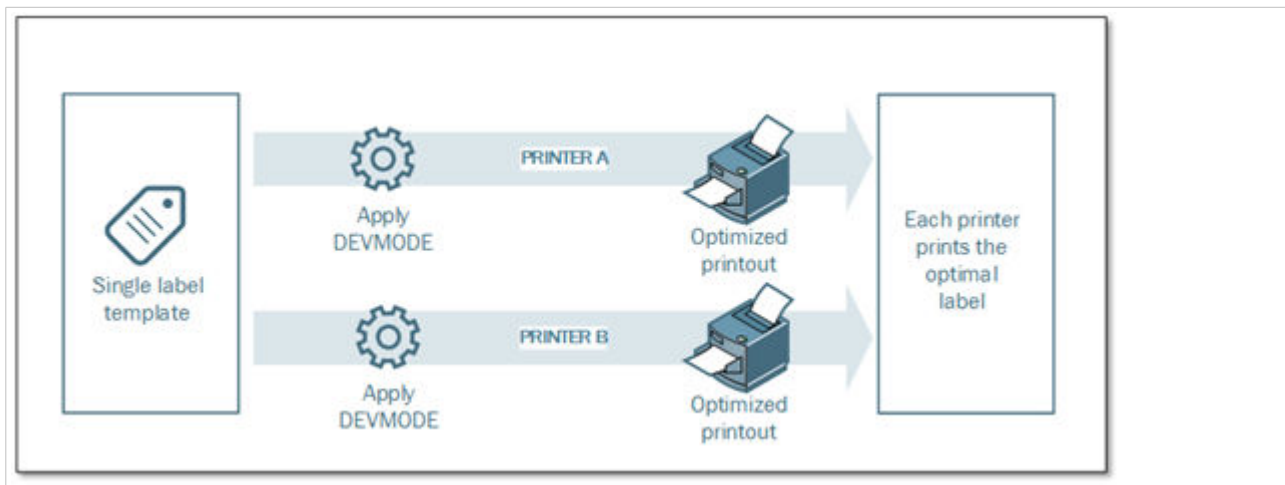 Single label
template
Apply
DEVMODE
PRINTER A
Optimized
printout
Apply
DEVMODE
PRINTER B
Optimized
printout
Each printer
prints the
optimal
label